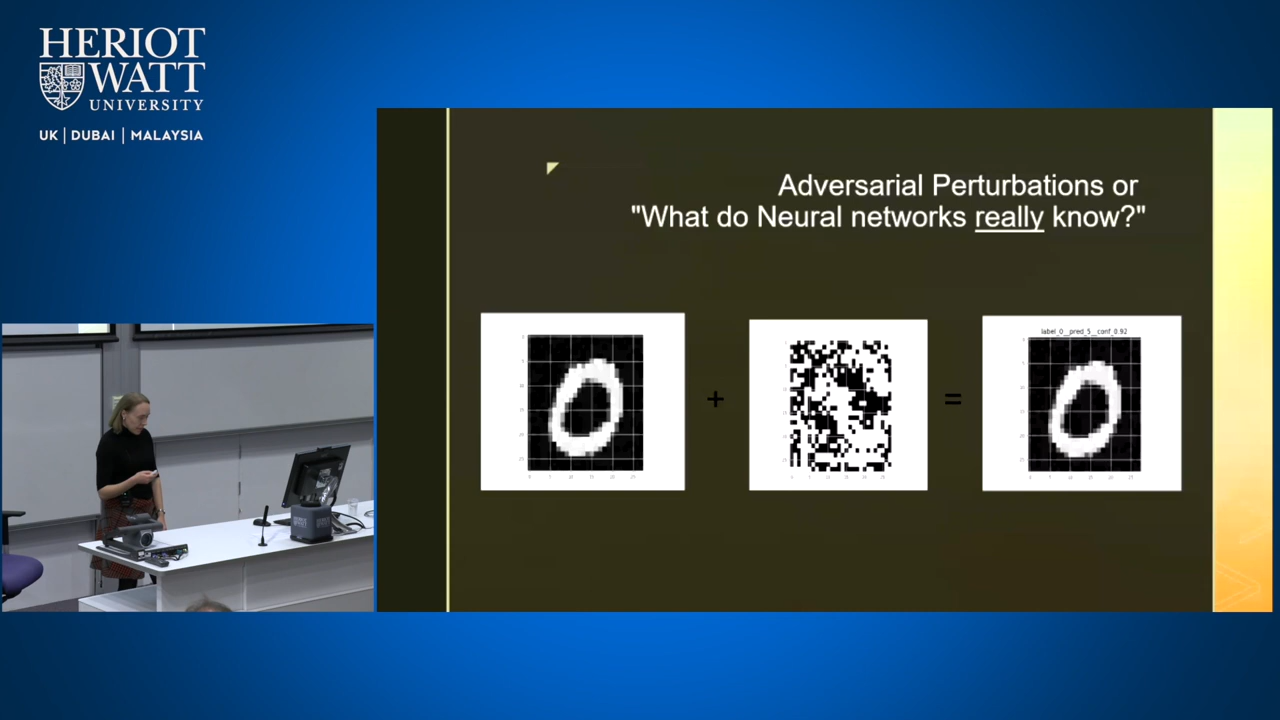 HERIOT
WATT
UNIVERSITY
UK | DUBAI | MALAYSIA
Adversarial Perturbations or
"What do Neural networks really know?"
label_0__pred_5__conf_0.92
+
=